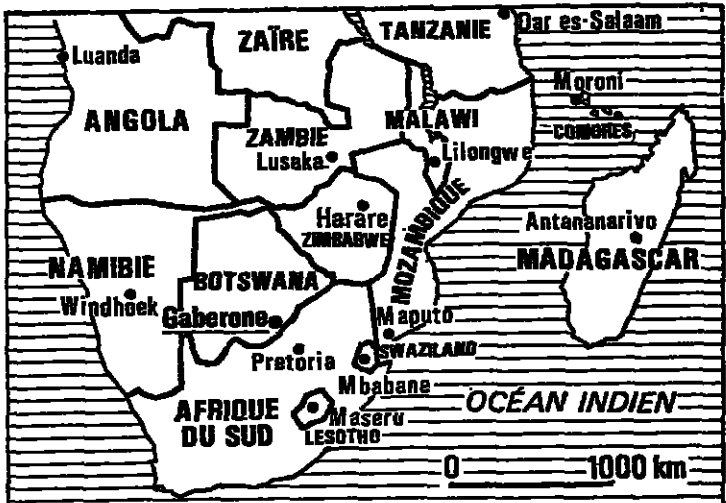 Luanda
ZAÏRE
TANZANIE
Dar es-Salaam
Moroni
COMORES
ANGOLA
ZAMBIE
Lusaka
MALAWI
Lilongwe
Harare
ZIMBABWE
MOZAMBIQUE
Antananarivo
MADAGASCAR
NAMIBIE
Windhoek
BOTSWANA
Gaberone
Maputo
Pretoria
SWAZILAND
Mbabane
AFRIQUE
DU SUD
Maseru
LESOTHO
OCÉAN INDIEN
0 1000 km